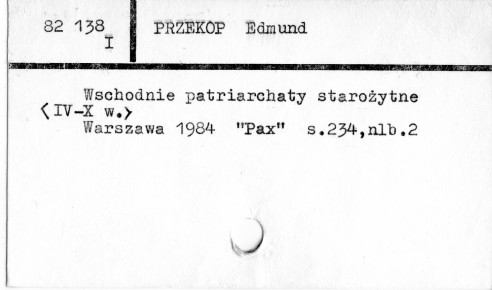 82 138 I PRZEKOP Edmund
Wschodnie patriarchaty starożytne
<IV-X w.>
Warszawa 1984 "Pax" s.234,nlb.2